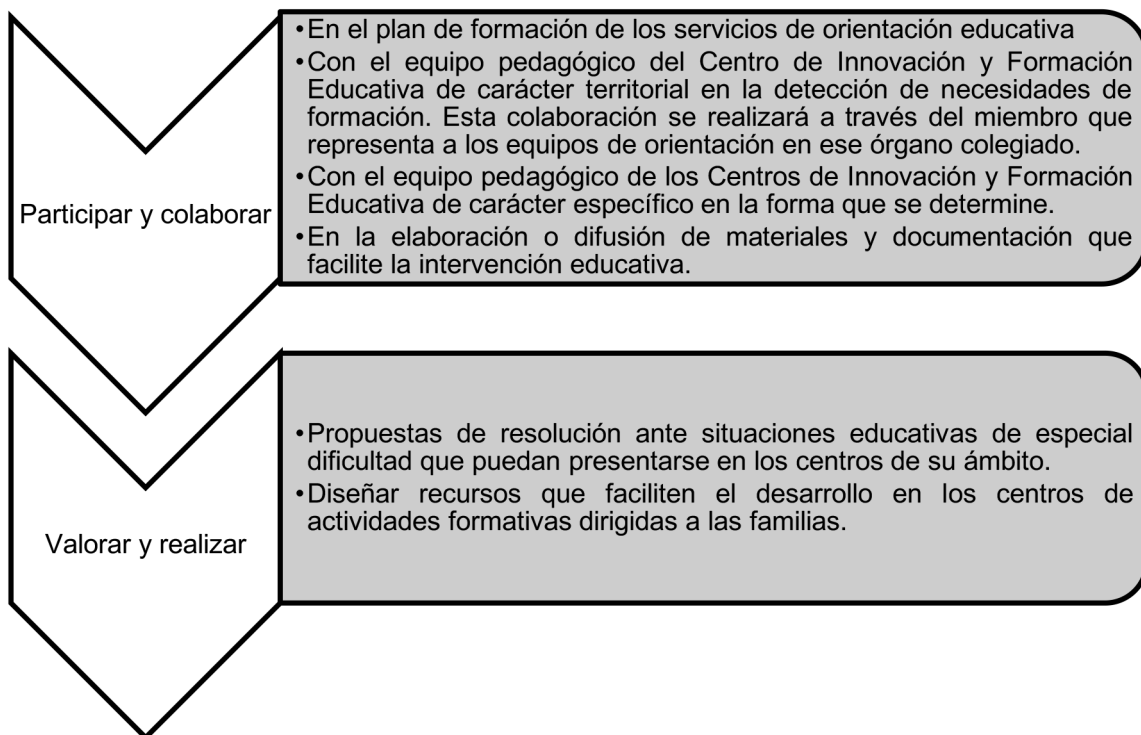 Participar y colaborar
•En el plan de formación de los servicios de orientación educativa
•Con el equipo pedagógico del Centro de Innovación y Formación
Educativa de carácter territorial en la detección de necesidades de
formación. Esta colaboración se realizará a través del miembro que
representa a los equipos de orientación en ese órgano colegiado.
•Con el equipo pedagógico de los Centros de Innovación y Formación
Educativa de carácter específico en la forma que se determine.
•En la elaboración o difusión de materiales y documentación que
facilite la intervención educativa.
Valorar y realizar
•Propuestas de resolución ante situaciones educativas de especial
dificultad que puedan presentarse en los centros de su ámbito.
•Diseñar recursos que faciliten el desarrollo en los centros de
actividades formativas dirigidas a las familias.